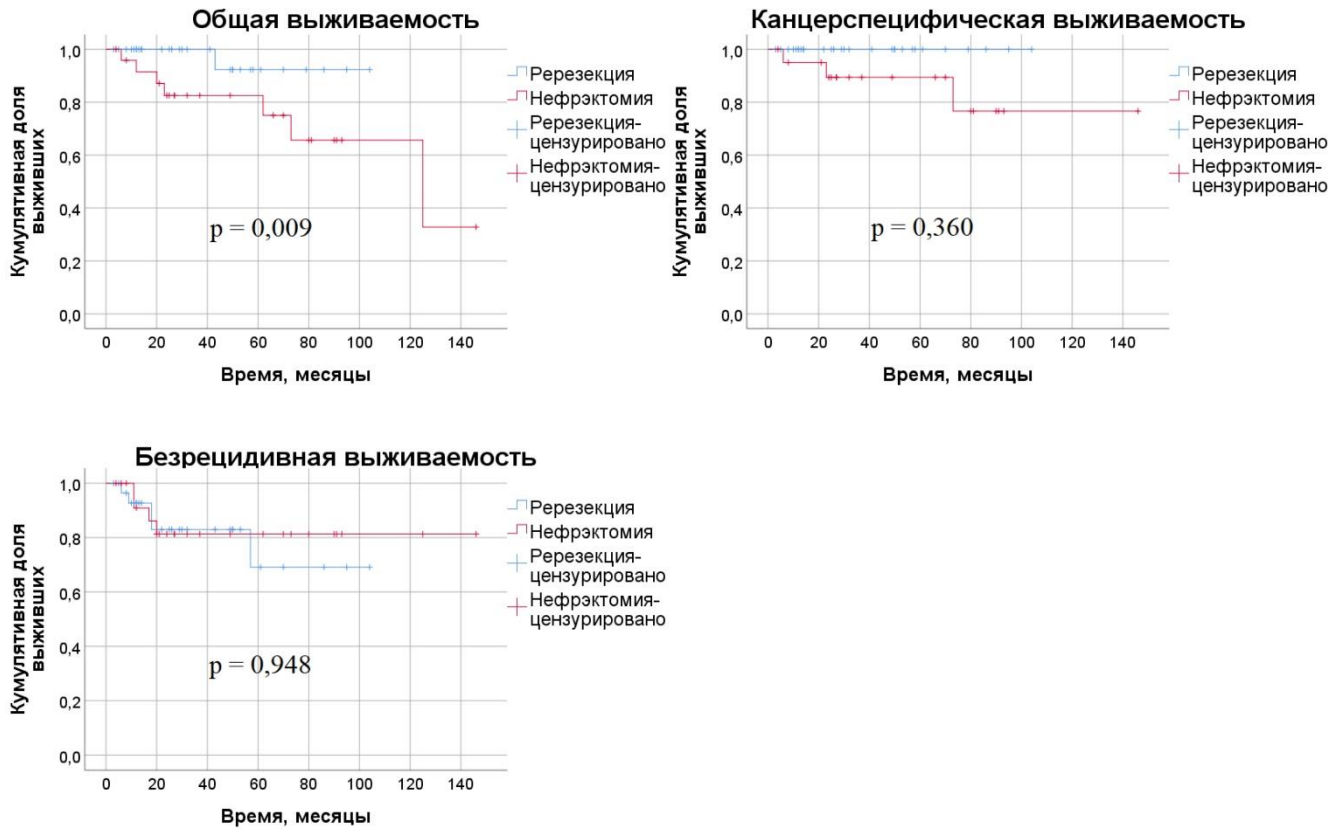 Общая выживаемость
Кумулятивная доля
выживших
1,0
0,8
0,6
0,4
0,2
0,0
p = 0,009
0 20 40 60 80 100 120 140
Время, месяцы
Ререзекция
Нефрэктомия
Ререзекция-
цензурировано
Нефрэктомия-
цензурировано
Канцерспецифическая выживаемость
Кумулятивная доля
выживших
1,0
0,8
0,6
0,4
0,2
0,0
p = 0,360
0 20 40 60 80 100 120 140
Время, месяцы
Ререзекция
Нефрэктомия
Ререзекция-
цензурировано
Нефрэктомия-
цензурировано
Безрецидивная выживаемость
Кумулятивная доля
выживших
1,0
0,8
0,6
0,4
0,2
0,0
p = 0,948
0 20 40 60 80 100 120 140
Время, месяцы
Ререзекция
Нефрэктомия
Ререзекция-
цензурировано
Нефрэктомия-
цензурировано